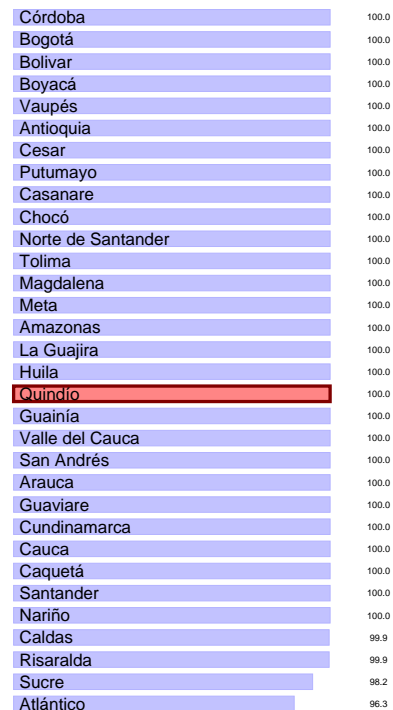 Córdoba 100.0
Bogotá 100.0
Bolivar 100.0
Boyacá 100.0
Vaupés 100.0
Antioquia 100.0
Cesar 100.0
Putumayo 100.0
Casanare 100.0
Chocó 100.0
Norte de Santander 100.0
Tolima 100.0
Magdalena 100.0
Meta 100.0
Amazonas 100.0
La Guajira 100.0
Huila 100.0
Quindío 100.0
Guainía 100.0
Valle del Cauca 100.0
San Andrés 100.0
Arauca 100.0
Guaviare 100.0
Cundinamarca 100.0
Cauca 100.0
Caquetá 100.0
Santander 100.0
Nariño 100.0
Caldas 99.9
Risaralda 99.9
Sucre 98.2
Atlántico 96.3